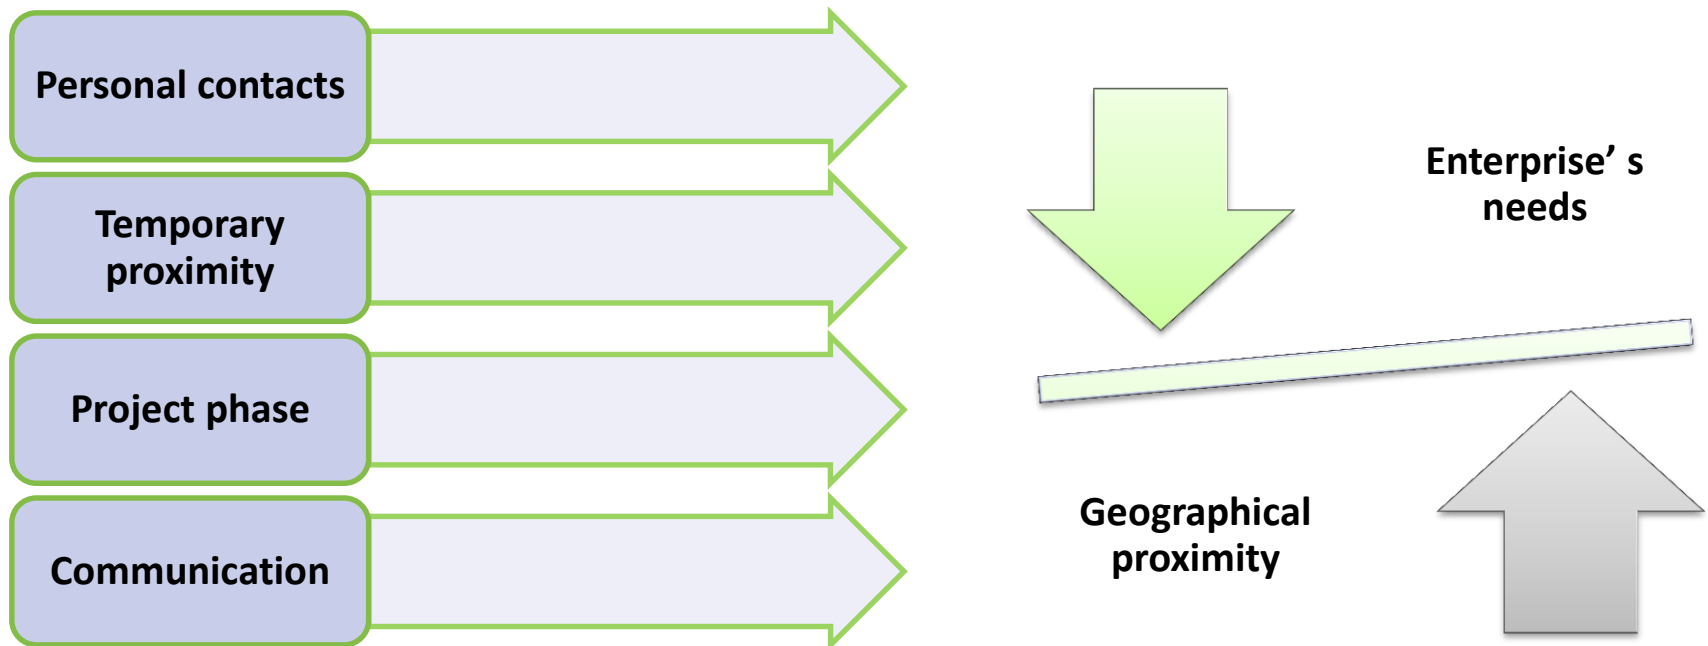 Personal contacts
Temporary
proximity
Project phase
Communication
Enterprise’ s
needs
Geographical
proximity